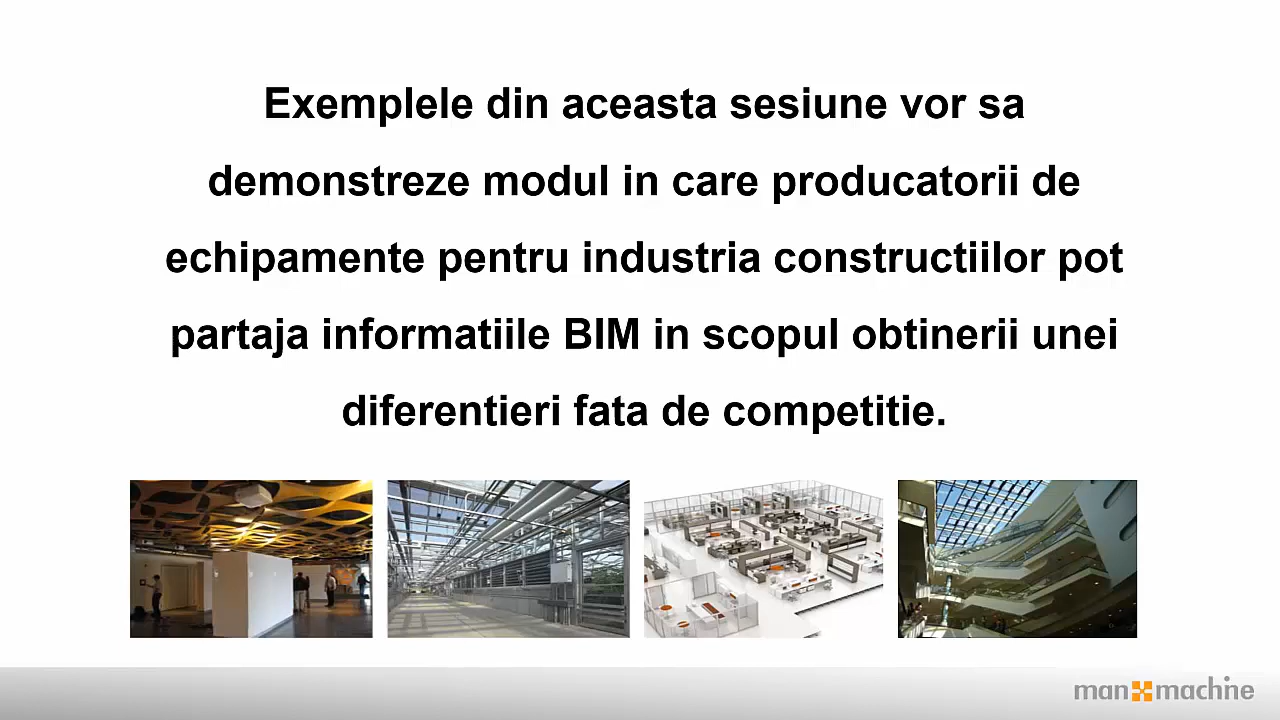 Exemplele din aceasta sesiune vor sa
demonstreze modul in care producatorii de
echipamente pentru industria constructiilor pot
partaja informatiile BIM in scopul obtinerii unei
diferentieri fata de competitie.
man machine